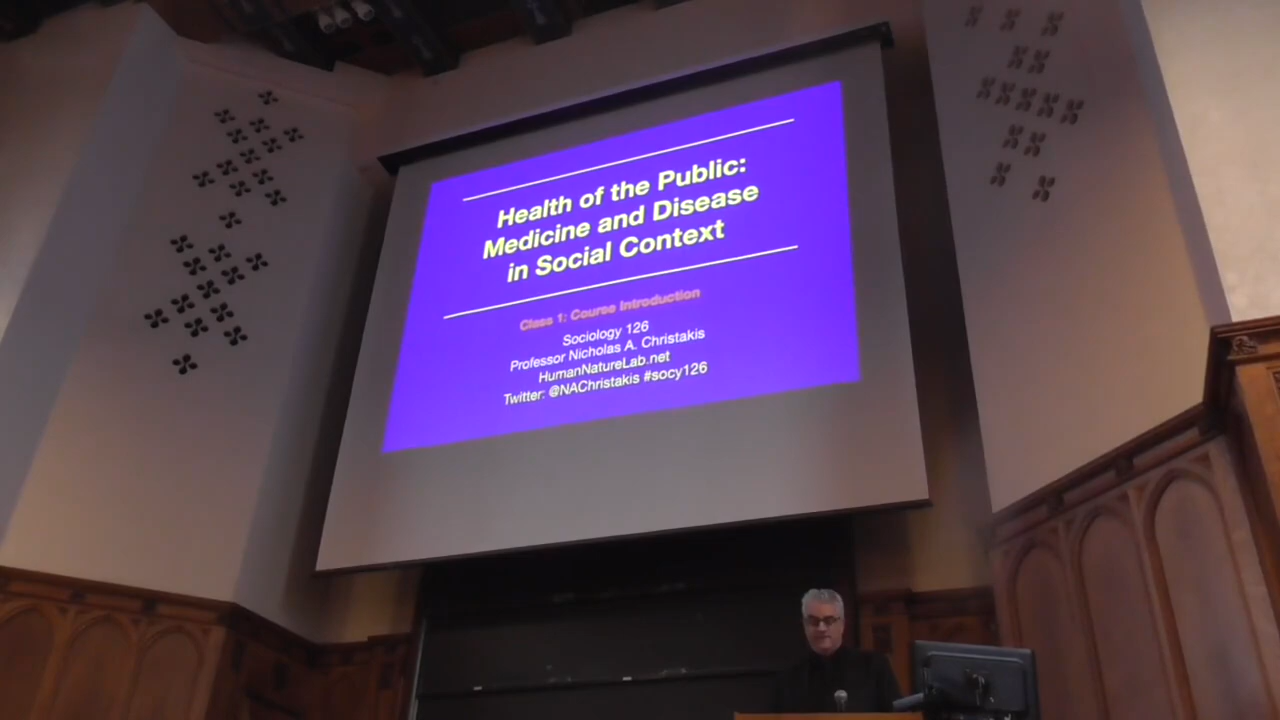 Health of the Public:
Medicine and Disease
in Social Context
Class 1: Course Introduction
Sociology 126
Professor Nicholas A. Christakis
HumanNatureLab.net
Twitter: @NAChristakis #socy126